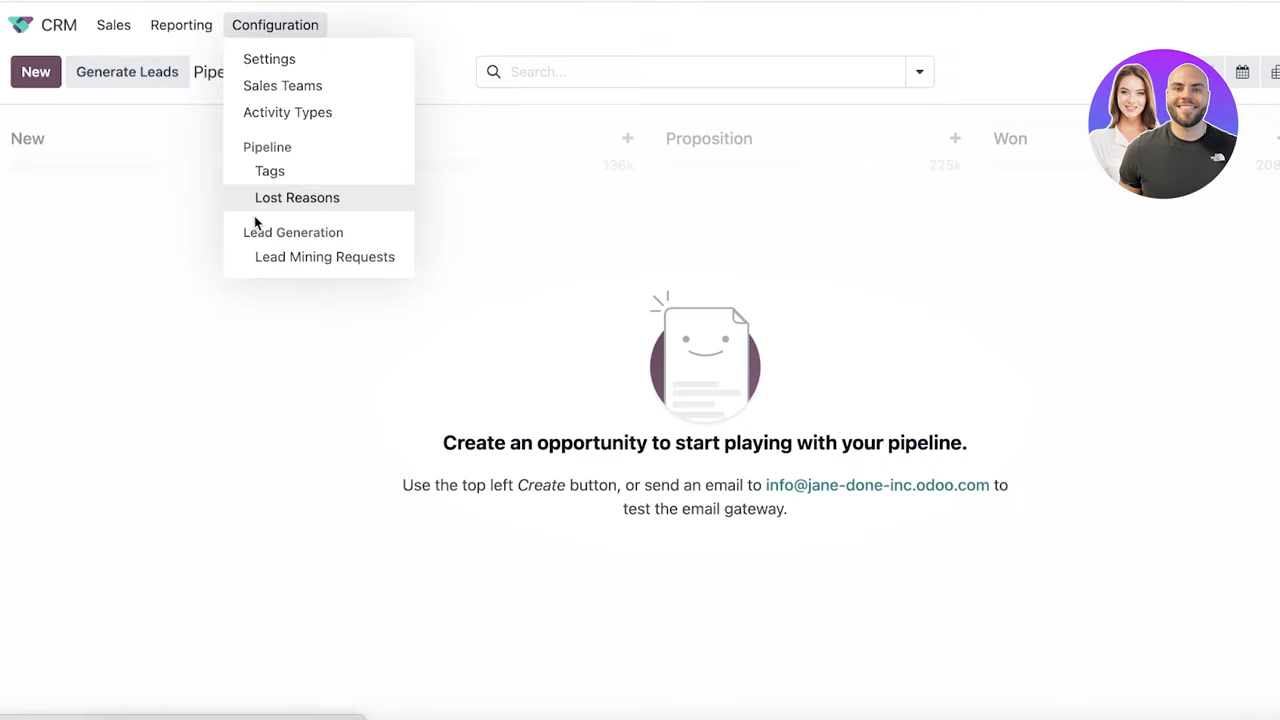 CRM Sales Reporting Configuration
New Generate Leads Pipe Search...
Settings
Sales Teams
Activity Types
Pipeline
Tags
Lost Reasons
Lead Generation
Lead Mining Requests
New + Proposition + Won
136k 225k 208
Create an opportunity to start playing with your pipeline.
Use the top left Create button, or send an email to info@jane-done-inc.odoo.com to
test the email gateway.